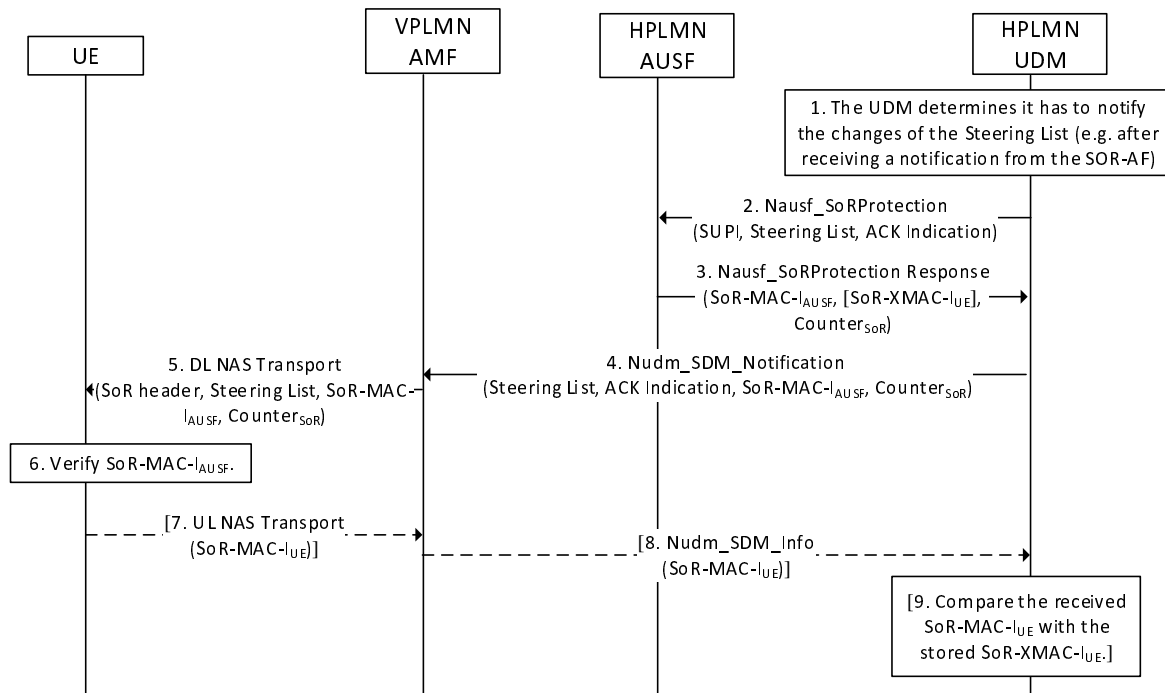 UE
VPLMN
AMF
HPLMN
AUSF
HPLMN
UDM
1. The UDM determines it has to notify
the changes of the Steering List (e.g. after
receiving a notification from the SOR-AF)
2. Nausf_SoRProtection
(SUPI, Steering List, ACK Indication)
3. Nausf_SoRProtection Response
(SoR-MAC-IAUSF, [SoR-XMAC-IUE],
CounterSoR)
4. Nudm_SDM_Notification
(Steering List, ACK Indication, SoR-MAC-IAUSF, CounterSoR)
5. DL NAS Transport
(SoR header, Steering List, SoR-MAC-
IAUSF, CounterSoR)
6. Verify SoR-MAC-IAUSF.
[7. UL NAS Transport
(SoR-MAC-IUE)]
[8. Nudm_SDM_Info
(SoR-MAC-IUE)]
[9. Compare the received
SoR-MAC-IUE with the
stored SoR-XMAC-IUE.]